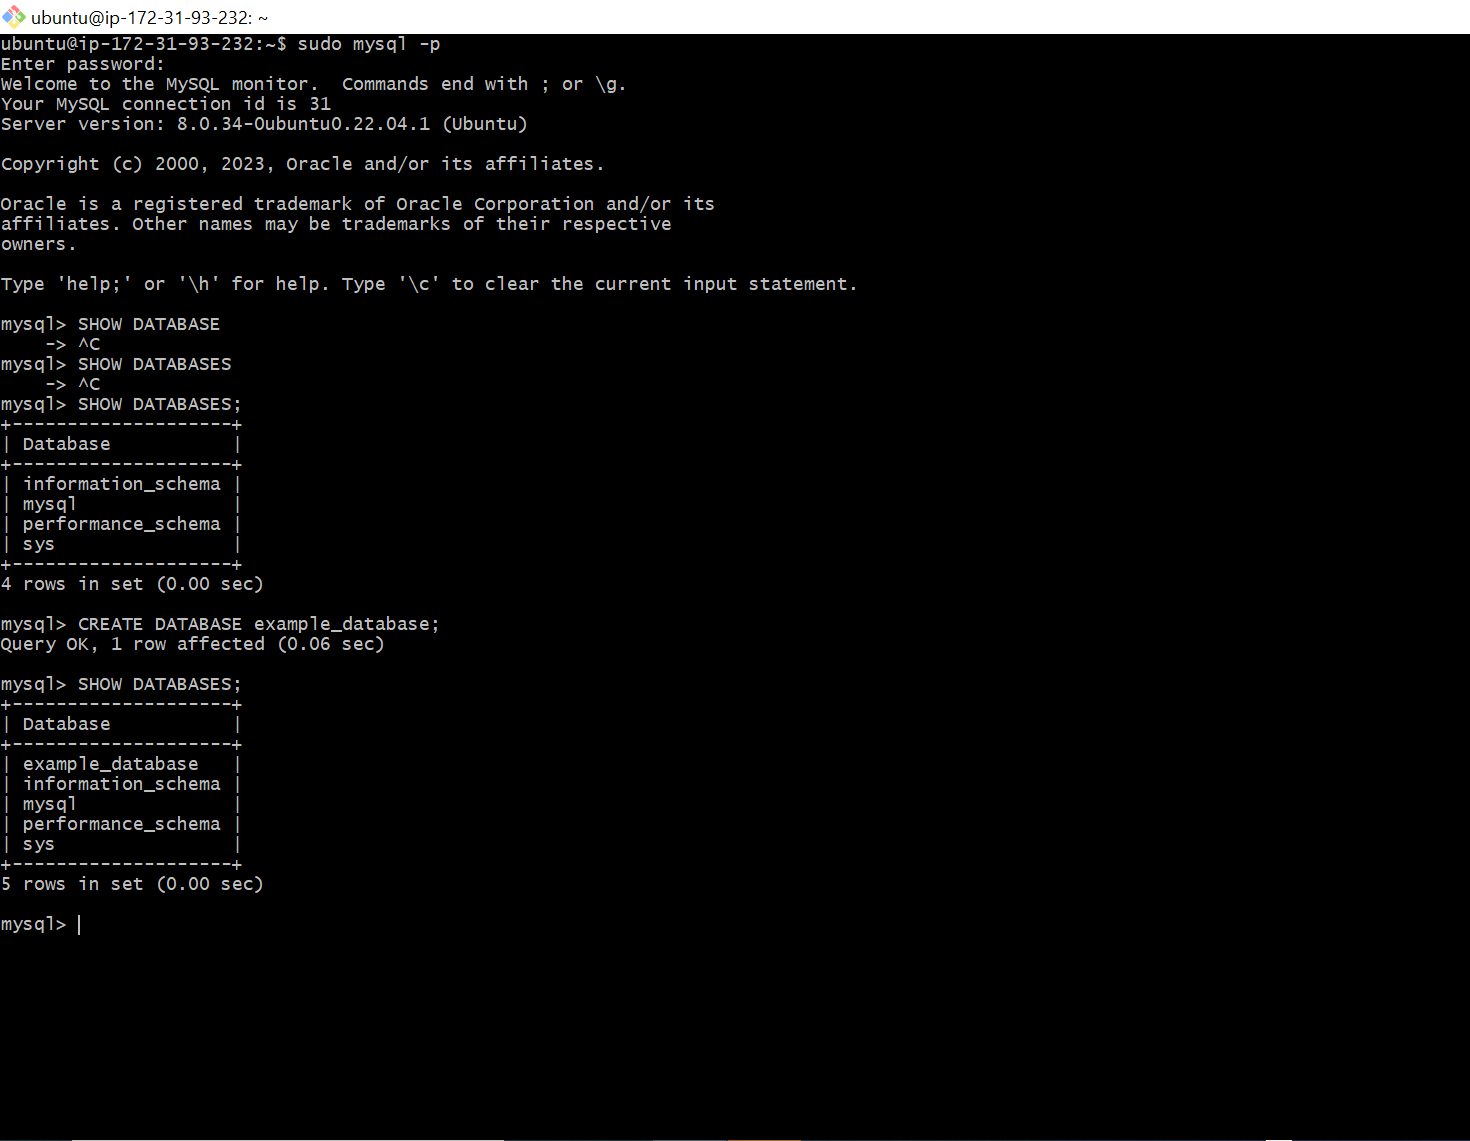 ubuntu@ip-172-31-93-232: ~
ubuntu@ip-172-31-93-232:~$ sudo mysql -p
Enter password:
Welcome to the MySQL monitor.  Commands end with ; or \g.
Your MySQL connection id is 31
Server version: 8.0.34-0ubuntu0.22.04.1 (Ubuntu)

Copyright (c) 2000, 2023, Oracle and/or its affiliates.

Oracle is a registered trademark of Oracle Corporation and/or its
affiliates. Other names may be trademarks of their respective
owners.

Type 'help;' or '\h' for help. Type '\c' to clear the current input statement.

mysql> SHOW DATABASE
    -> ^C
mysql> SHOW DATABASES
    -> ^C
mysql> SHOW DATABASES;
+--------------------+
| Database           |
+--------------------+
| information_schema |
| mysql              |
| performance_schema |
| sys                |
+--------------------+
4 rows in set (0.00 sec)

mysql> CREATE DATABASE example_database;
Query OK, 1 row affected (0.06 sec)

mysql> SHOW DATABASES;
+--------------------+
| Database           |
+--------------------+
| example_database   |
| information_schema |
| mysql              |
| performance_schema |
| sys                |
+--------------------+
5 rows in set (0.00 sec)

mysql>